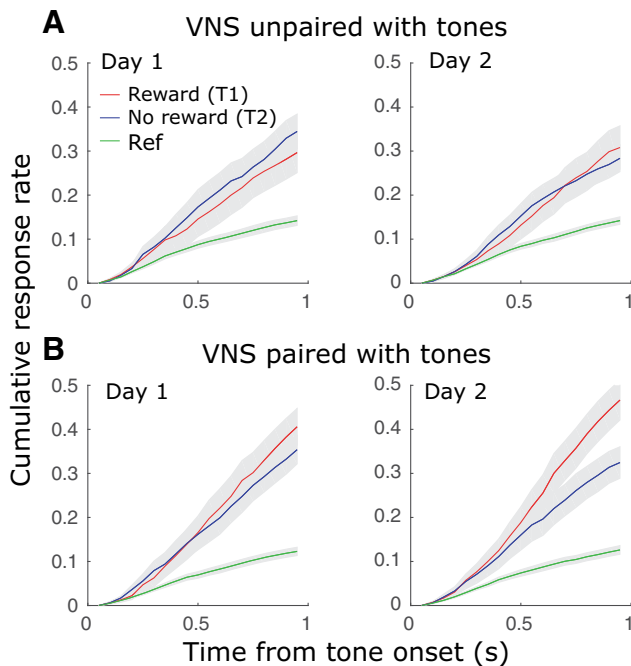 A
VNS unpaired with tones
Day 1
Day 2
0.5
0.4
0.3
0.2
0.1
0
Reward (T1)
No reward (T2)
Ref
0
0.5
1
0.5
0.4
0.3
0.2
0.1
0
0
0.5
1
B
VNS paired with tones
Day 1
Day 2
0.5
0.4
0.3
0.2
0.1
0
0
0.5
1
0.5
0.4
0.3
0.2
0.1
0
0
0.5
1
Cumulative response rate
Time from tone onset (s)